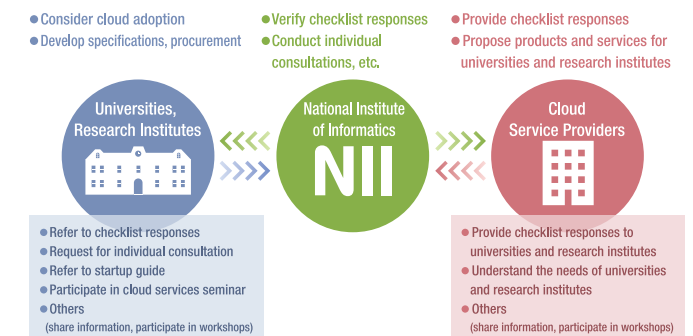 ● Consider cloud adoption
● Develop specifications, procurement
● Verify checklist responses
● Conduct individual
consultations, etc.
● Provide checklist responses
● Propose products and services for
universities and research institutes
Universities,
Research Institutes
National Institute
of Informatics
NII
Cloud
Service Providers
● Refer to checklist responses
● Request for individual consultation
● Refer to startup guide
● Participate in cloud services seminar
● Others
(share information, participate in workshops)
● Provide checklist responses to
universities and research institutes
● Understand the needs of universities
and research institutes
● Others
(share information, participate in workshops)